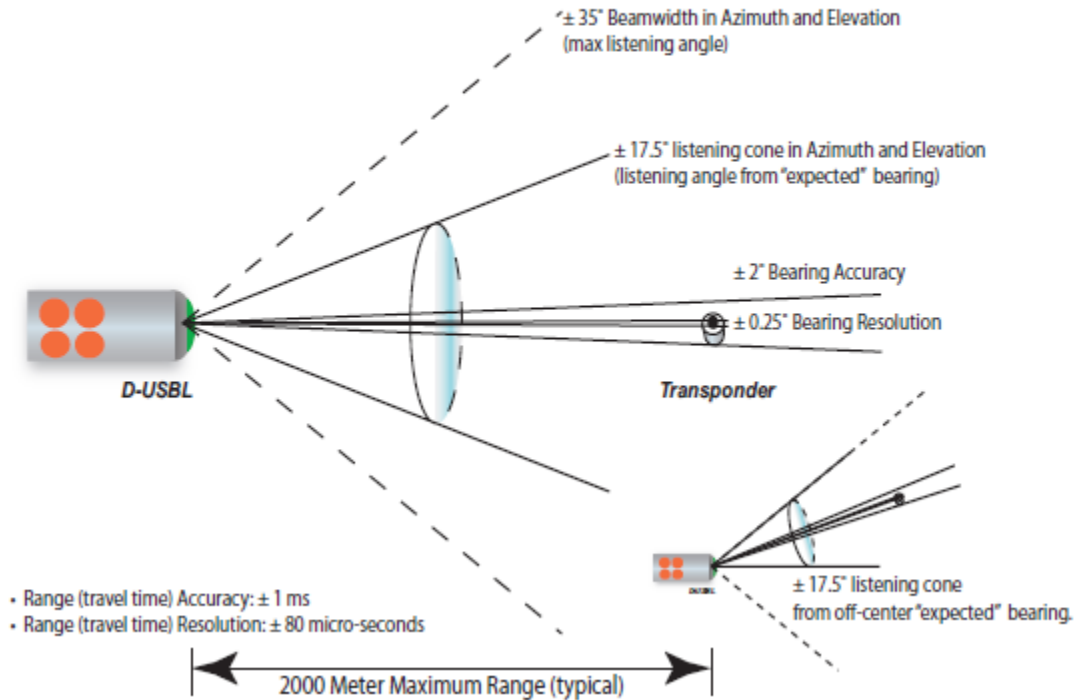 ± 35° Beamwidth in Azimuth and Elevation
(max listening angle)
± 17.5° listening cone in Azimuth and Elevation
(listening angle from "expected" bearing)
± 2° Bearing Accuracy
± 0.25° Bearing Resolution
D-USBL
Transponder
D-USBL
± 17.5° listening cone
from off-center "expected" bearing.
• Range (travel time) Accuracy: ± 1 ms
• Range (travel time) Resolution: ± 80 micro-seconds
2000 Meter Maximum Range (typical)